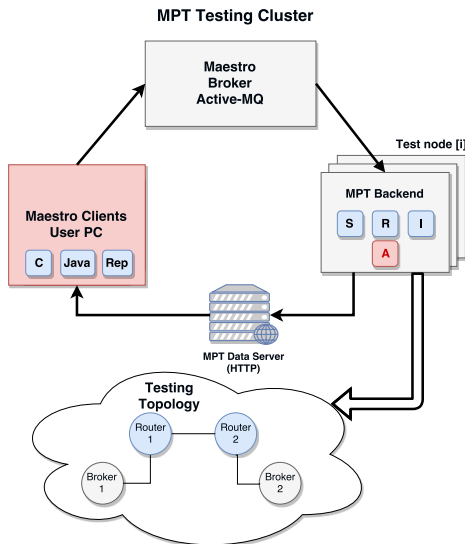 MPT Testing Cluster
Maestro
Broker
Active-MQ
Test node [i]
MPT Backend
S R I
A
Maestro Clients
User PC
C Java Rep
MPT Data Server
(HTTP)
Testing
Topology
Router
1
Router
2
Broker
1
Broker
2